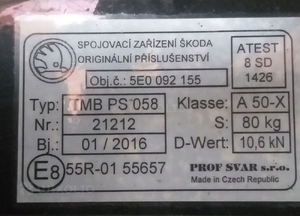 SPOJOVACÍ ZAŘÍZENÍ ŠKODA
ORIGINÁLNÍ PŘÍSLUŠENSTVÍ
Obj.č.: 5E0 092 155
ATEST
8 SD
1426
Typ: TMB PS 058 Klasse: A 50-X
Nr.: 21212 S: 80 kg
Bj.: 01 / 2016 D-Wert: 10,6 kN
E8 55R-01 55657
PROF SVAR s.r.o.
Made in Czech Republic